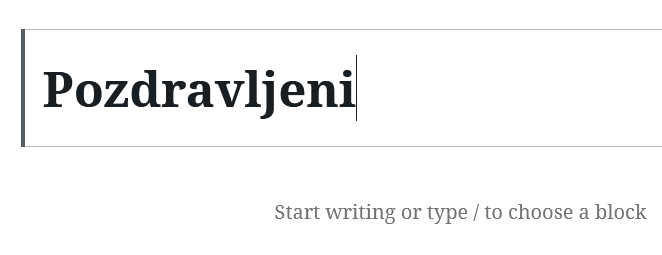 Pozdravljeni
Start writing or type / to choose a block